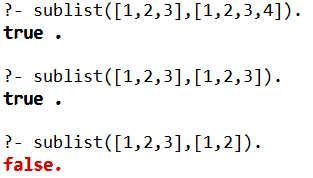 ?- sublist([1,2,3],[1,2,3,4]).
true .
?- sublist([1,2,3],[1,2,3]).
true .
?- sublist([1,2,3],[1,2]).
false.